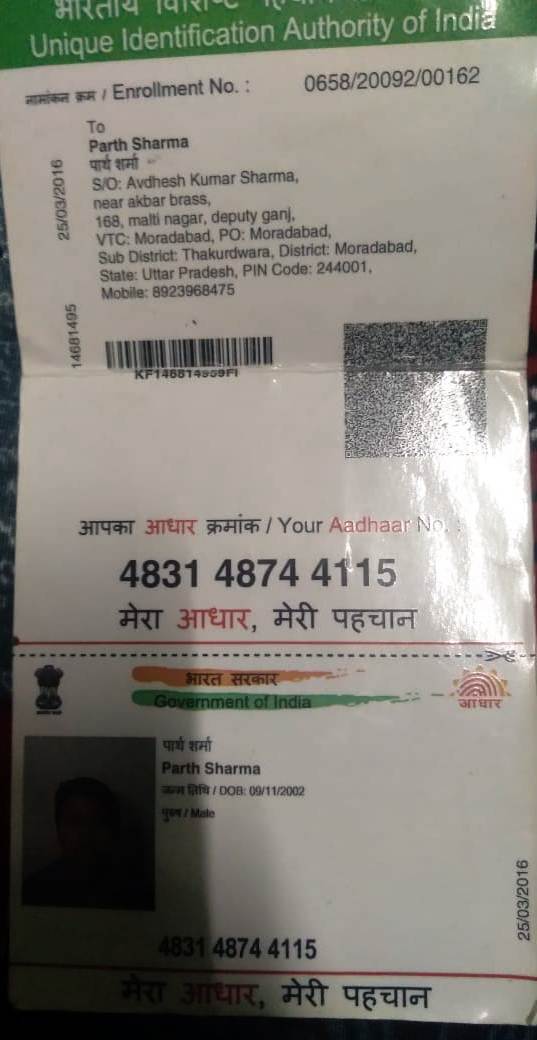 भारतीय विशिष्ट
Unique Identification Authority of India
नामांकन क्रम / Enrollment No. : 0658/20092/00162
To
Parth Sharma
पार्थ शर्मा
S/O: Avdhesh Kumar Sharma,
near akbar brass,
168, malti nagar, deputy ganj,
VTC: Moradabad, PO: Moradabad,
Sub District: Thakurdwara, District: Moradabad,
State: Uttar Pradesh, PIN Code: 244001,
Mobile: 8923968475
25/03/2016
14681495
आपका आधार क्रमांक / Your Aadhaar No. :
4831 4874 4115
मेरा आधार, मेरी पहचान
भारत सरकार
Government of India
आधार
पार्थ शर्मा
Parth Sharma
जन्म तिथि / DOB: 09/11/2002
पुरुष / Male
25/03/2016
4831 4874 4115
मेरा आधार, मेरी पहचान